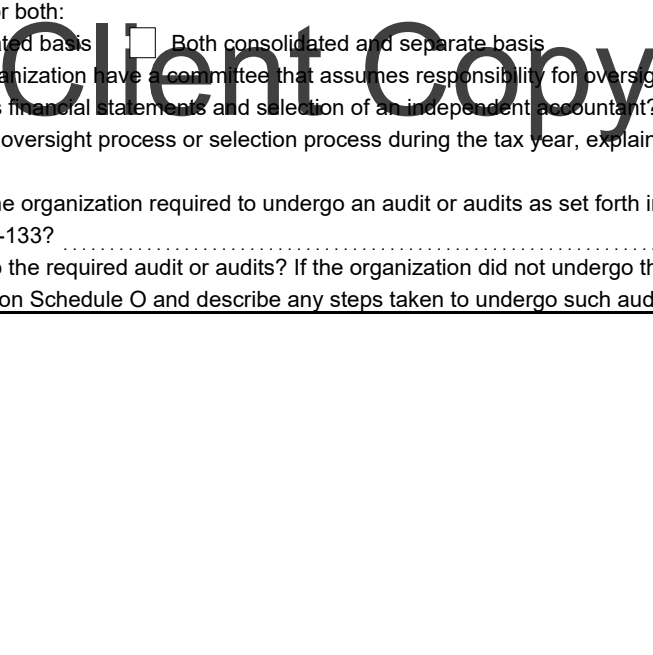 r both:
ted basis Both consolidated and separate basis
anization have a committee that assumes responsibility for oversig
s financial statements and selection of an independent accountant?
oversight process or selection process during the tax year, explain
e organization required to undergo an audit or audits as set forth i
-133?
the required audit or audits? If the organization did not undergo th
on Schedule O and describe any steps taken to undergo such aud
Client Copy